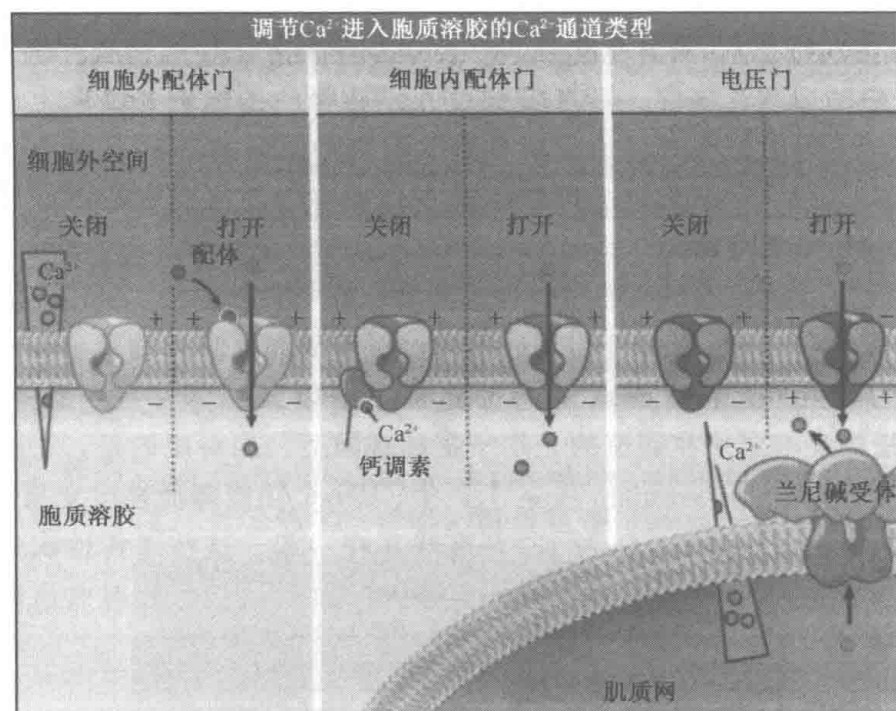 调节Ca²⁺进入胞质溶胶的Ca²⁺通道类型
细胞外配体门
细胞内配体门
电压门
细胞外空间
关闭
打开
关闭
打开
关闭
打开
Ca²⁺
配体
+ + + + + + + − −
− − − − − − − + +
Ca²⁺
钙调素
Ca²⁺
兰尼碱受体
胞质溶胶
肌质网